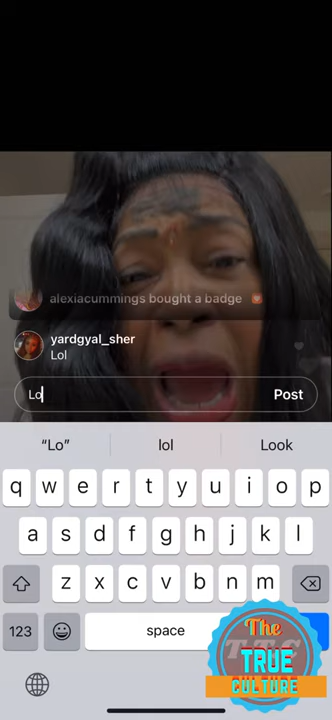 alexiacummings bought a badge
yardgyal_sher
Lol
Lo
Post
“Lo”
lol
Look
q w e r t y u i o p
a s d f g h j k l
z x c v b n m
123
space
The
T.T.C
TRUE
CULTURE